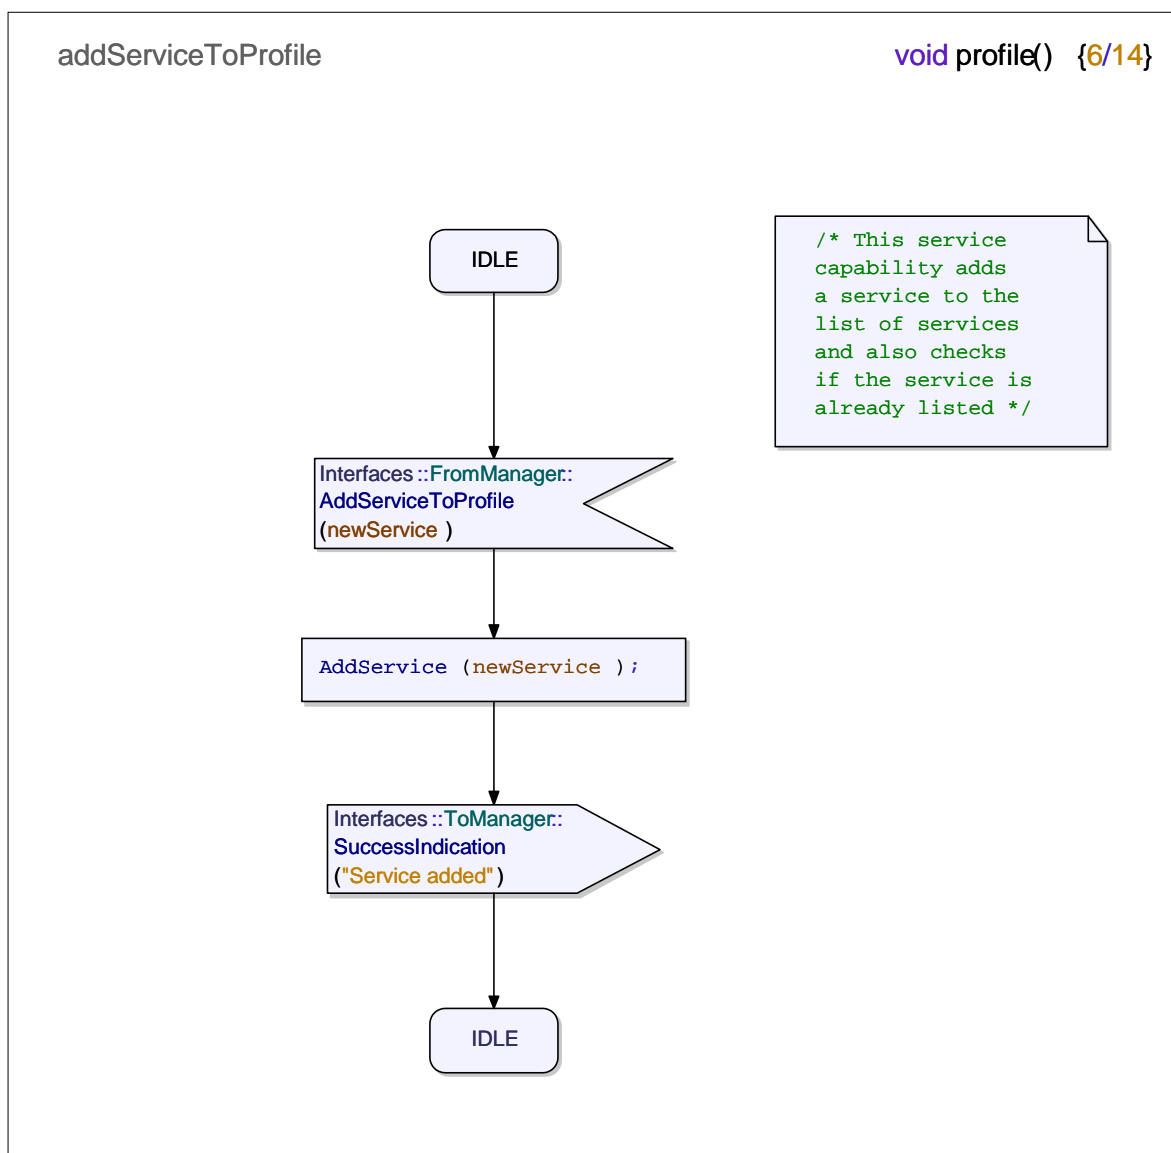 addServiceToProfile
void profile() {6/14}
IDLE
/* This service
capability adds
a service to the
list of services
and also checks
if the service is
already listed */
Interfaces ::FromManager::
AddServiceToProfile
(newService )
AddService (newService );
Interfaces ::ToManager::
SuccessIndication
("Service added")
IDLE